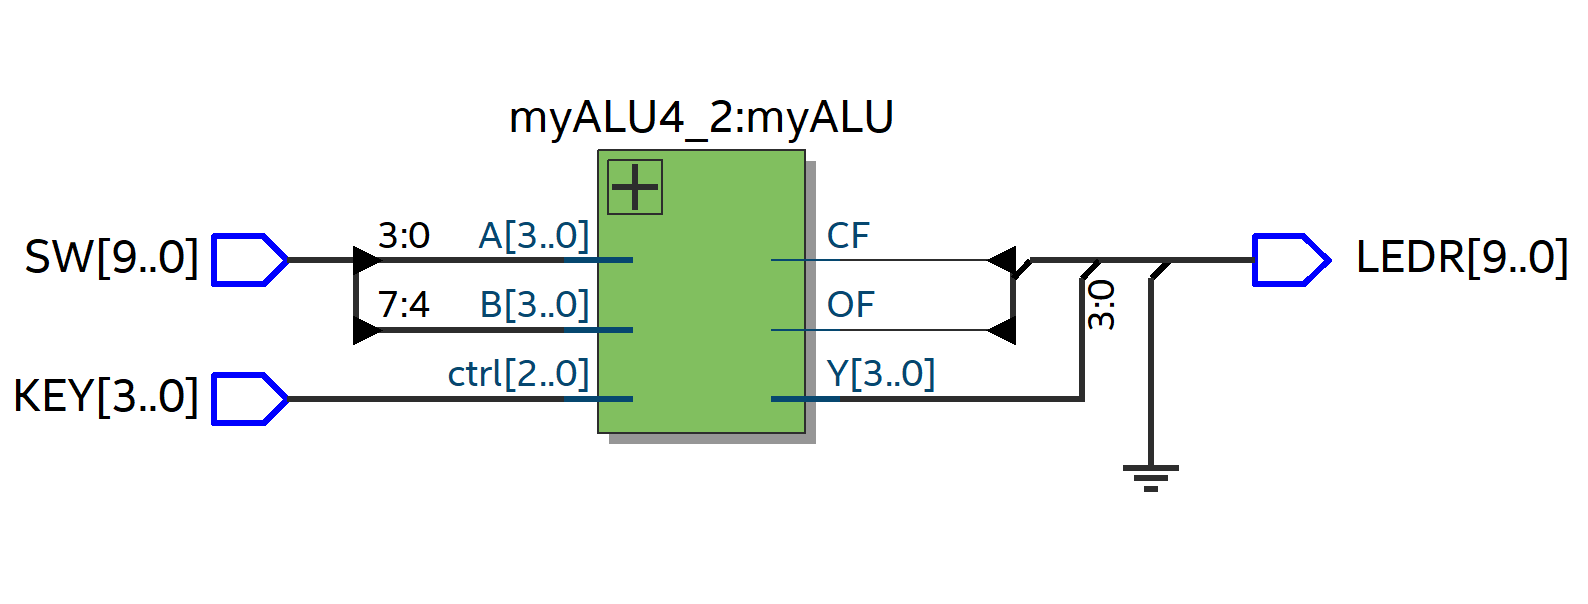 myALU4_2:myALU
SW[9..0]
3:0
A[3..0]
CF
LEDR[9..0]
7:4
B[3..0]
OF
3:0
KEY[3..0]
ctrl[2..0]
Y[3..0]